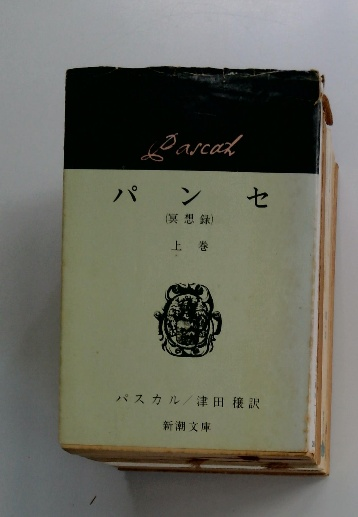 Pascal
パンセ
(冥想録)
上巻
パスカル/津田穣訳
新潮文庫